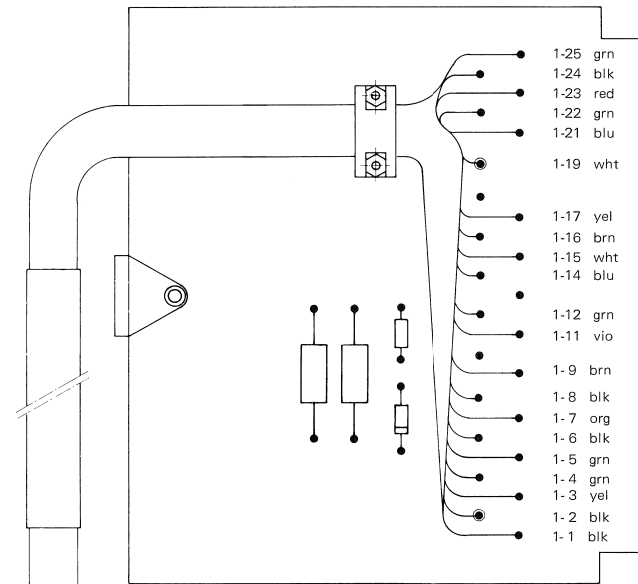 1-25 grn
1-24 blk
1-23 red
1-22 grn
1-21 blu
1-19 wht
1-17 yel
1-16 brn
1-15 wht
1-14 blu
1-12 grn
1-11 vio
1- 9 brn
1- 8 blk
1- 7 org
1- 6 blk
1- 5 grn
1- 4 grn
1- 3 yel
1- 2 blk
1- 1 blk